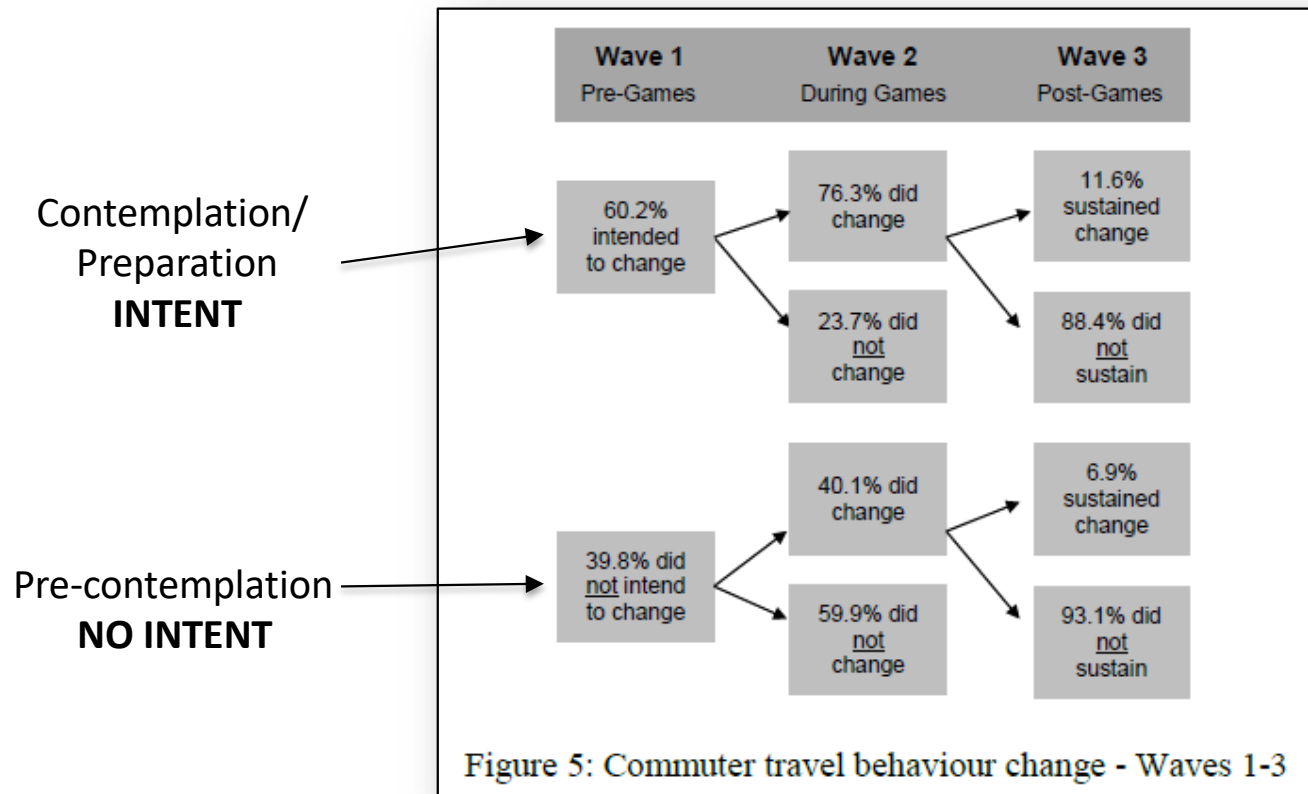 Wave 1
Pre-Games
Wave 2
During Games
Wave 3
Post-Games
Contemplation/
Preparation
INTENT
60.2%
intended
to change
76.3% did
change
11.6%
sustained
change
23.7% did
not
change
88.4% did
not
sustain
Pre-contemplation
NO INTENT
39.8% did
not intend
to change
40.1% did
change
6.9%
sustained
change
59.9% did
not
change
93.1% did
not
sustain
Figure 5: Commuter travel behaviour change - Waves 1-3